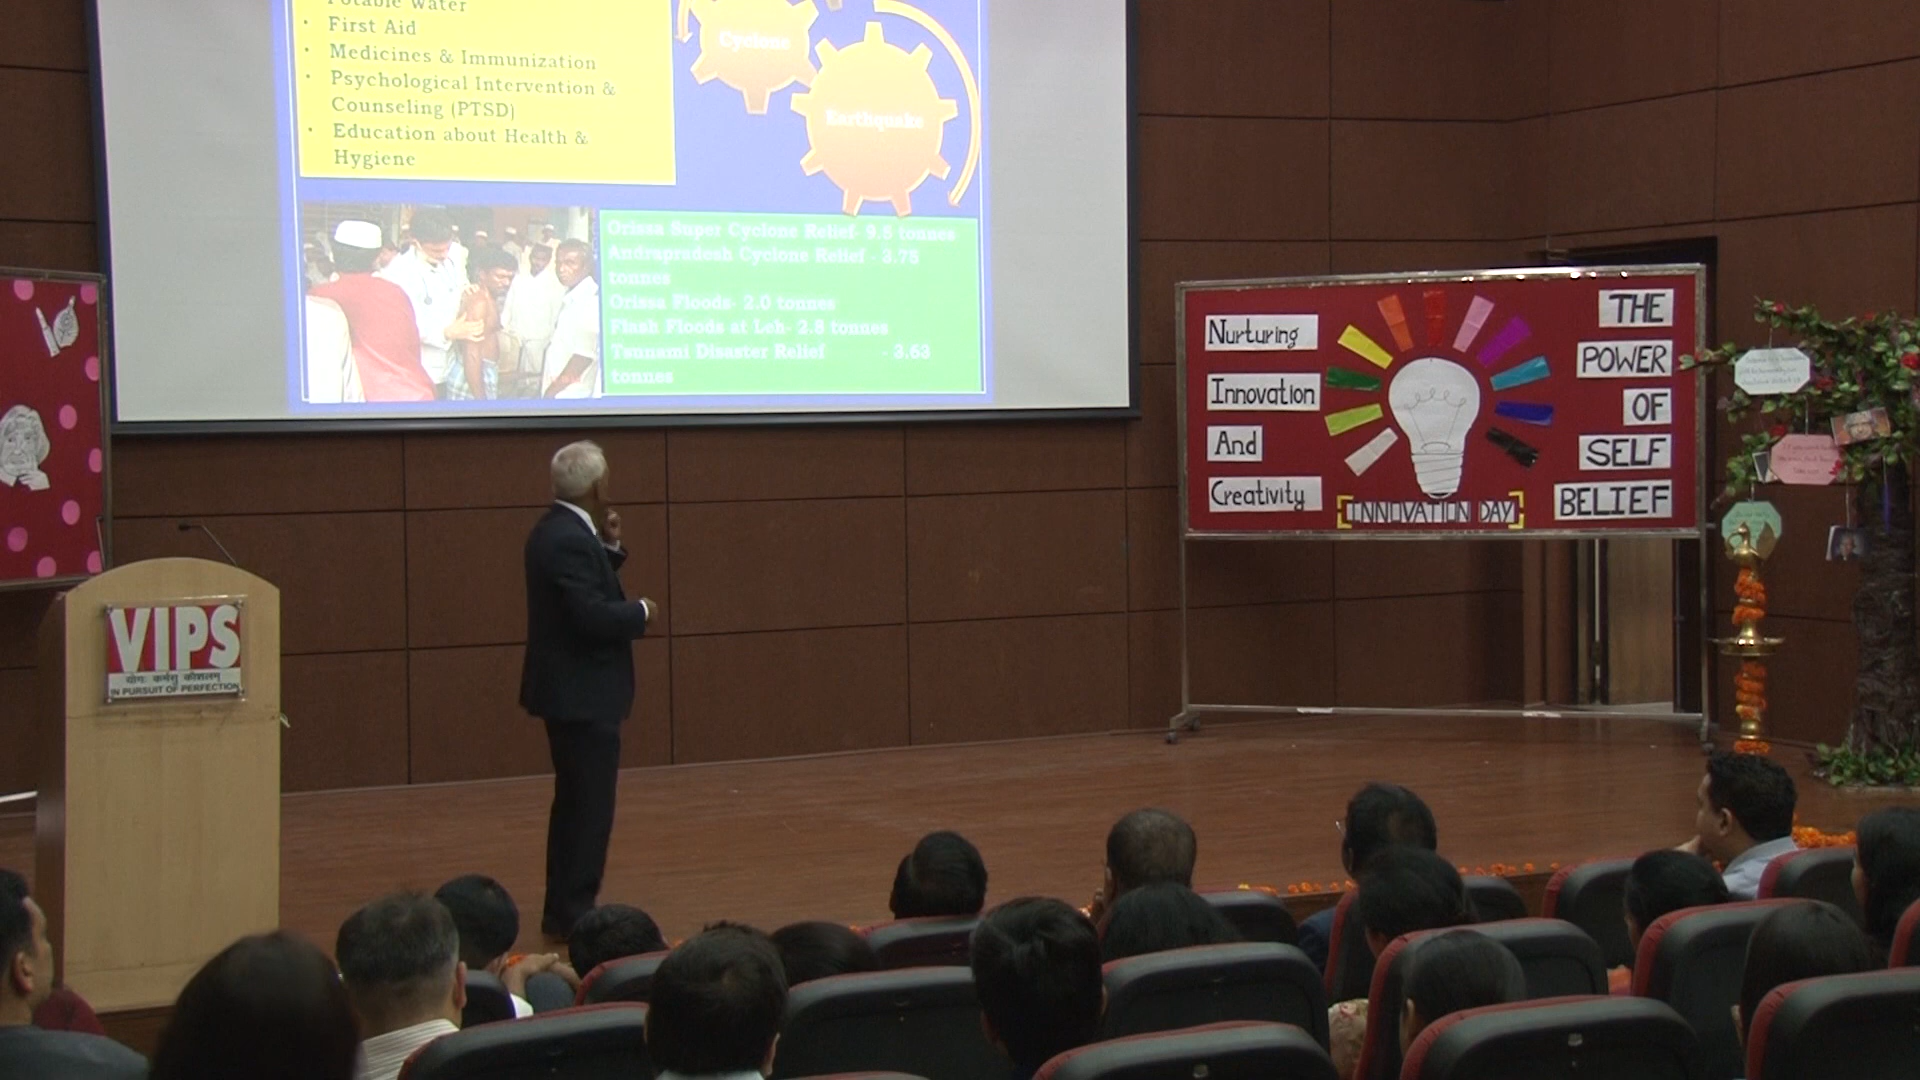 Potable Water
First Aid
Medicines & Immunization
Psychological Intervention &
Counseling (PTSD)
Education about Health &
Hygiene
Cyclone
Earthquake
Orissa Super Cyclone Relief- 9.5 tonnes
Andrapradesh Cyclone Relief - 3.75
tonnes
Orissa Floods- 2.0 tonnes
Flash Floods at Leh- 2.8 tonnes
Tsunami Disaster Relief - 3.63
tonnes
Nurturing
Innovation
And
Creativity
INNOVATION DAY
THE
POWER
OF
SELF
BELIEF
VIPS
योगः कर्मसु कौशलम्
IN PURSUIT OF PERFECTION